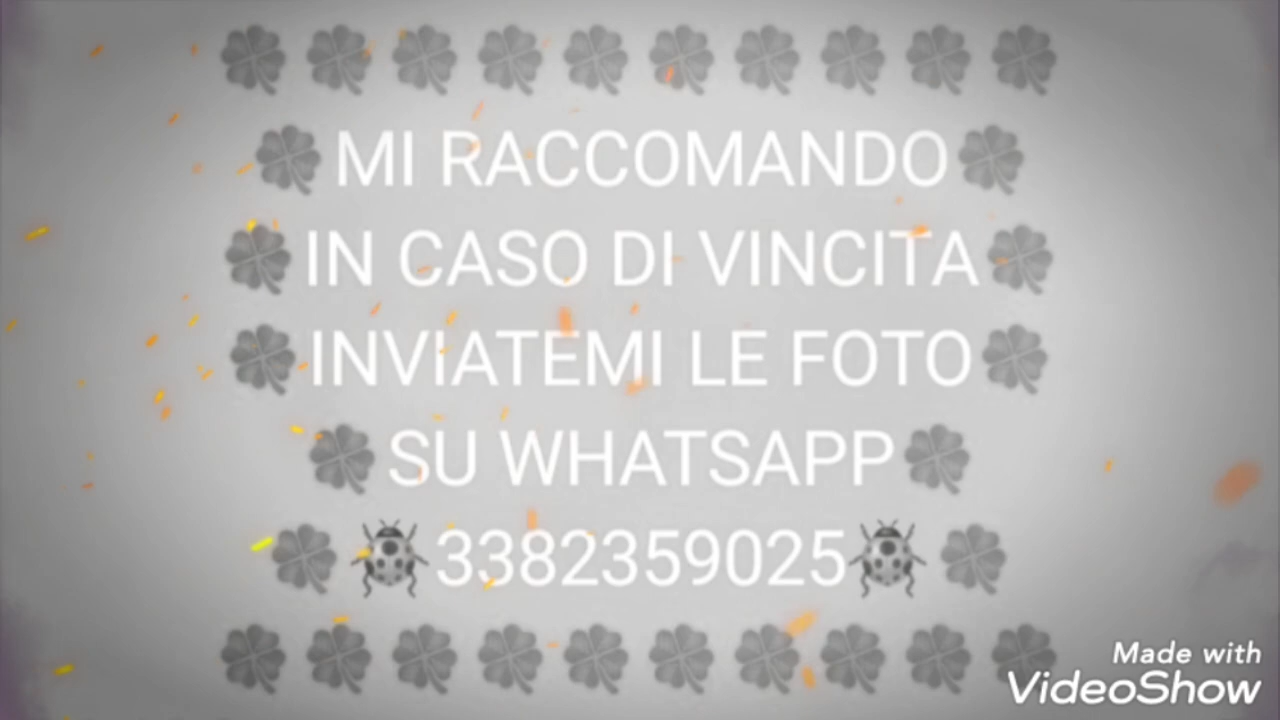 🍀🍀🍀🍀🍀🍀🍀🍀🍀🍀
🍀MI RACCOMANDO🍀
🍀IN CASO DI VINCITA🍀
🍀INVIATEMI LE FOTO🍀
🍀SU WHATSAPP🍀
🍀🐞3382359025🐞🍀
🍀🍀🍀🍀🍀🍀🍀🍀🍀🍀
Made with
VideoShow